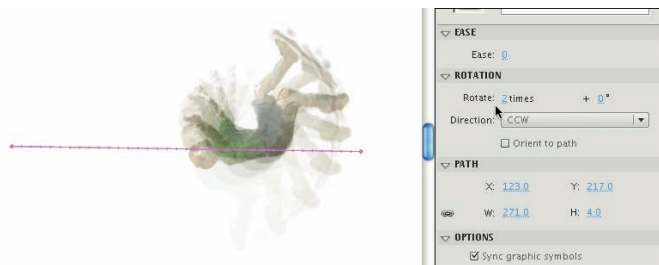 EASE
Ease: 0
ROTATION
Rotate: 2 times + 0°
Direction: CCW
Orient to path
PATH
X: 123.0 Y: 217.0
W: 271.0 H: 4.0
OPTIONS
Sync graphic symbols